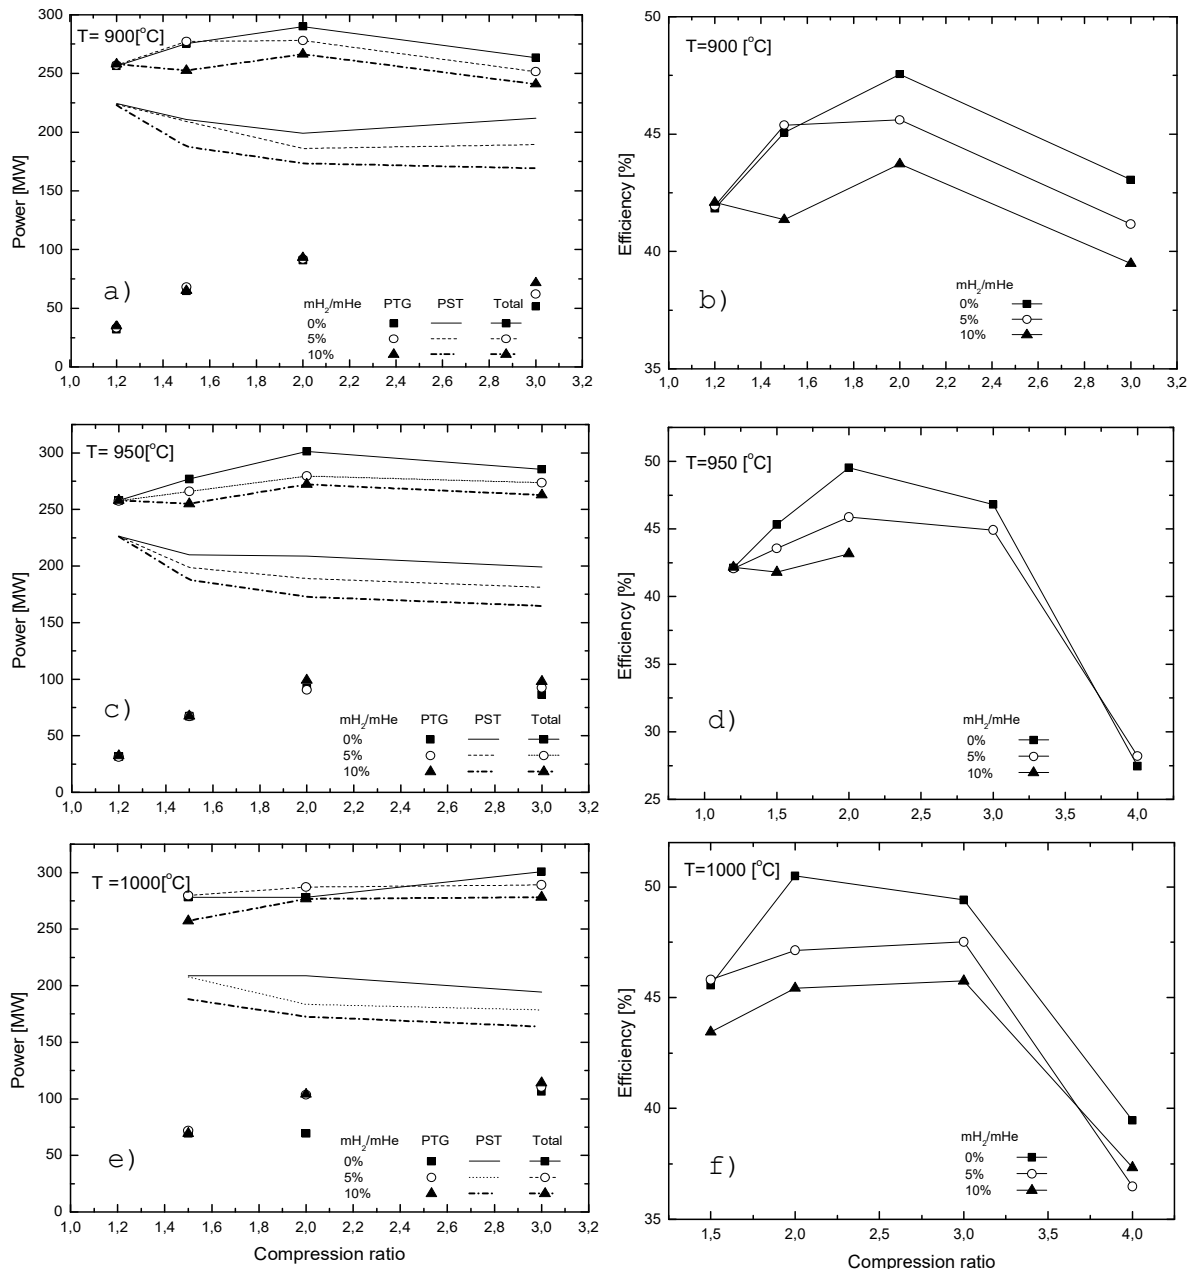 T= 900[°C]
Power [MW]
300
250
200
150
100
50
0
a)
mH₂/mHe PTG PST Total
0%
5%
10%
1,0 1,2 1,4 1,6 1,8 2,0 2,2 2,4 2,6 2,8 3,0 3,2
T=900 [°C]
Efficiency [%]
50
45
40
35
b)
mH₂/mHe
0%
5%
10%
1,0 1,2 1,4 1,6 1,8 2,0 2,2 2,4 2,6 2,8 3,0 3,2
T= 950[°C]
Power [MW]
300
250
200
150
100
50
0
c)
mH₂/mHe PTG PST Total
0%
5%
10%
1,0 1,2 1,4 1,6 1,8 2,0 2,2 2,4 2,6 2,8 3,0 3,2
T=950 [°C]
Efficiency [%]
50
45
42,5
35
32,5
27,5
25
d)
mH₂/mHe
0%
5%
10%
1,0 1,5 2,0 2,5 3,0 3,5 4,0
T =1000[°C]
Power [MW]
300
250
200
150
100
50
0
e)
mH₂/mHe PTG PST Total
0%
5%
10%
1,0 1,2 1,4 1,6 1,8 2,0 2,2 2,4 2,6 2,8 3,0 3,2
Compression ratio
T=1000 [°C]
Efficiency [%]
50
45
40
35
f)
mH₂/mHe
0%
5%
10%
1,5 2,0 2,5 3,0 3,5 4,0
Compression ratio